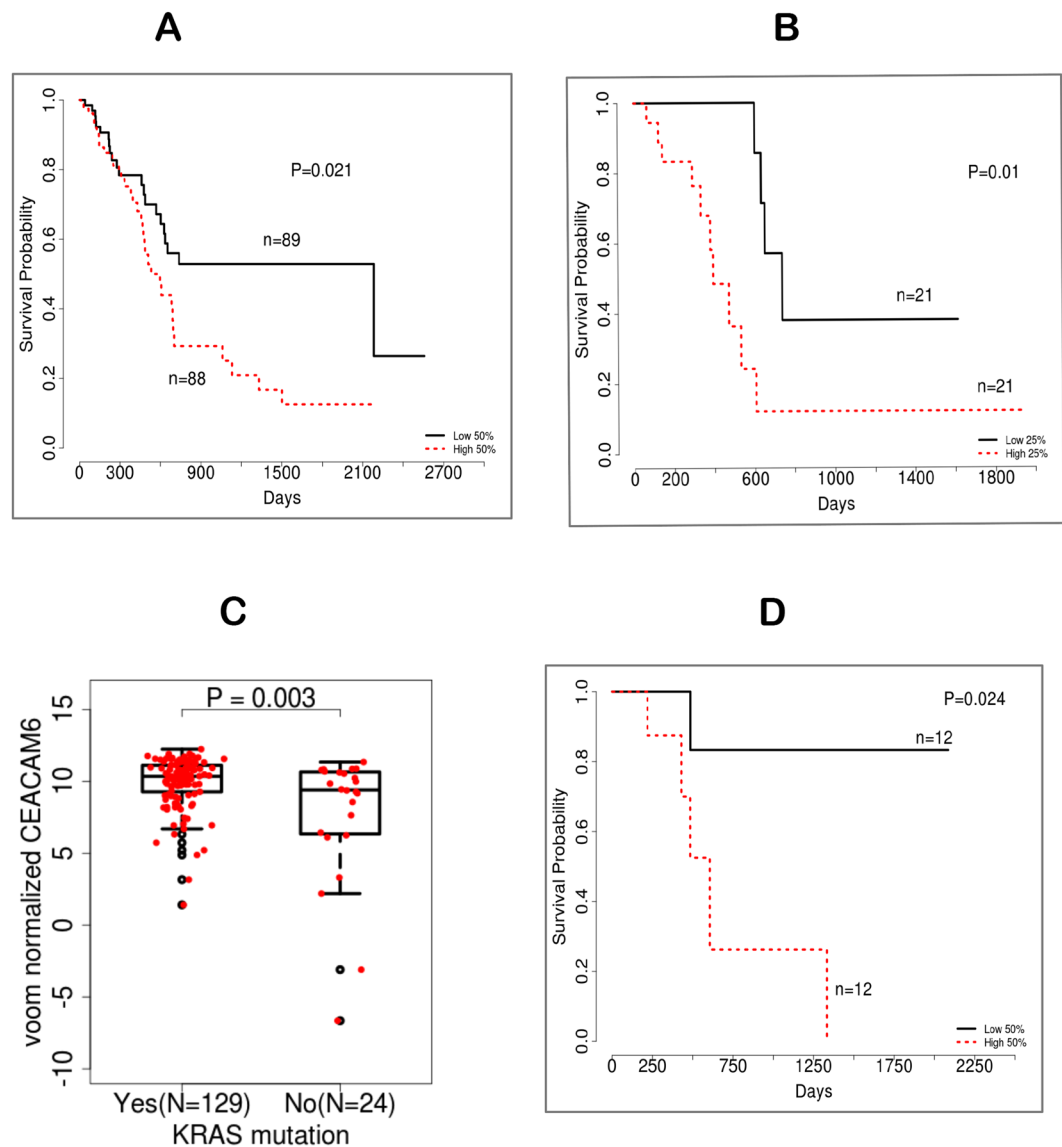 A
1.0
0.8
0.6
0.4
0.2
0.0
Survival Probability
P=0.021
n=89
n=88
Low 50%
High 50%
0 300 900 1500 2100 2700
Days
B
1.0
0.8
0.6
0.4
0.2
0.0
Survival Probability
P=0.01
n=21
n=21
Low 25%
High 25%
0 200 600 1000 1400 1800
Days
C
P = 0.003
15
10
5
0
-5
-10
voom normalized CEACAM6
Yes(N=129) No(N=24)
KRAS mutation
D
1.0
0.8
0.6
0.4
0.2
0.0
Survival Probability
P=0.024
n=12
n=12
Low 50%
High 50%
0 250 750 1250 1750 2250
Days